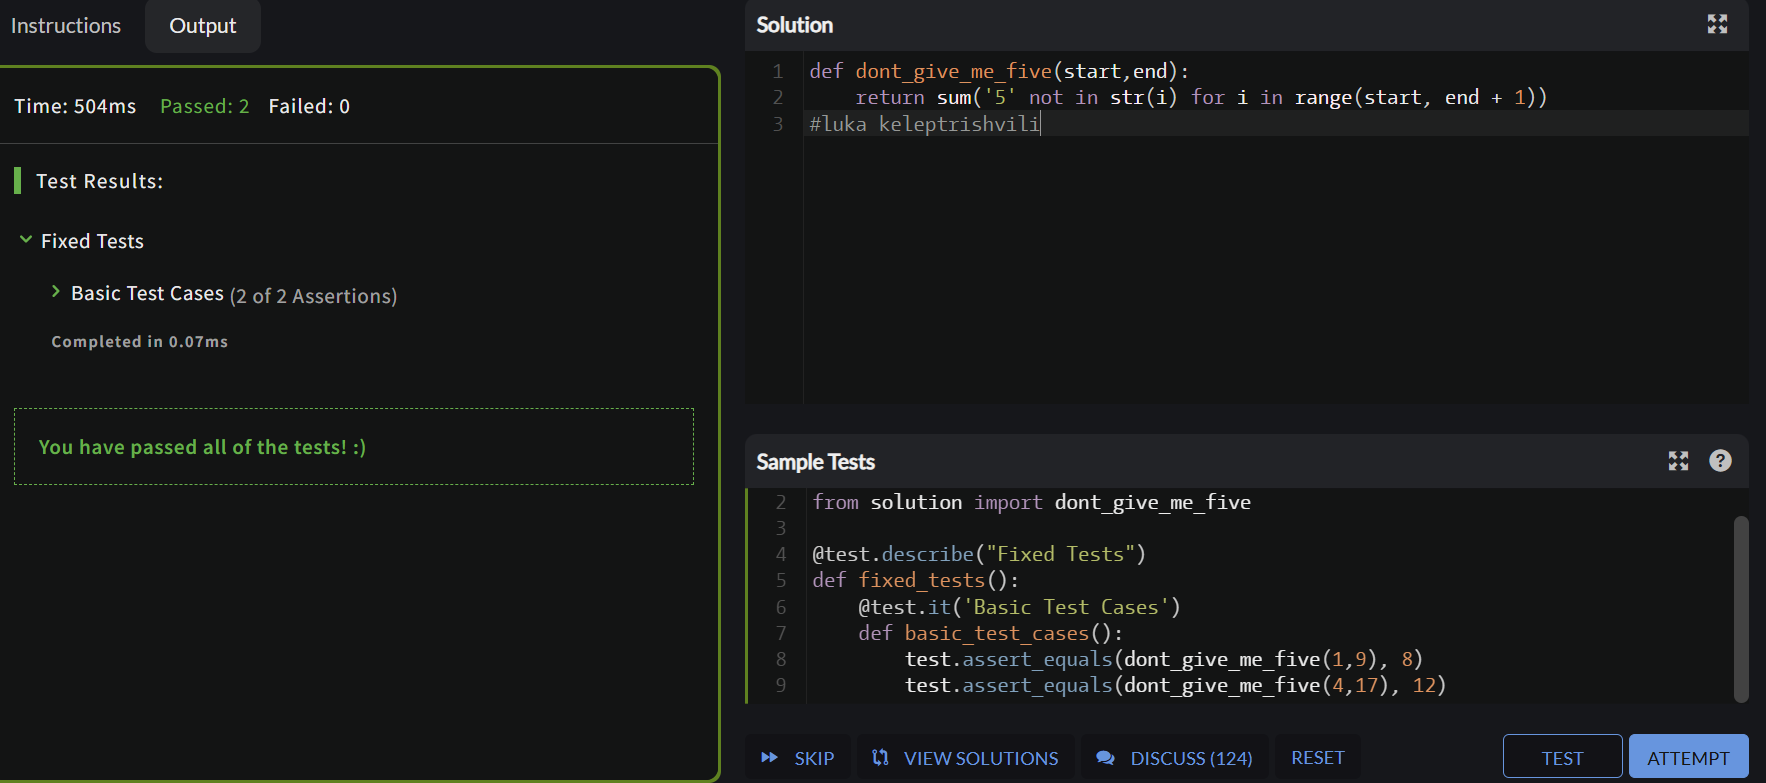 Instructions
Output
Time: 504ms Passed: 2 Failed: 0
Test Results:
Fixed Tests
Basic Test Cases (2 of 2 Assertions)
Completed in 0.07ms
You have passed all of the tests! :)
Solution
1 def dont_give_me_five(start,end):
2     return sum('5' not in str(i) for i in range(start, end + 1))
3 #luka keleptrishvili
Sample Tests
?
2 from solution import dont_give_me_five
3
4 @test.describe("Fixed Tests")
5 def fixed_tests():
6     @test.it('Basic Test Cases')
7     def basic_test_cases():
8         test.assert_equals(dont_give_me_five(1,9), 8)
9         test.assert_equals(dont_give_me_five(4,17), 12)
SKIP
VIEW SOLUTIONS
DISCUSS (124)
RESET
TEST
ATTEMPT